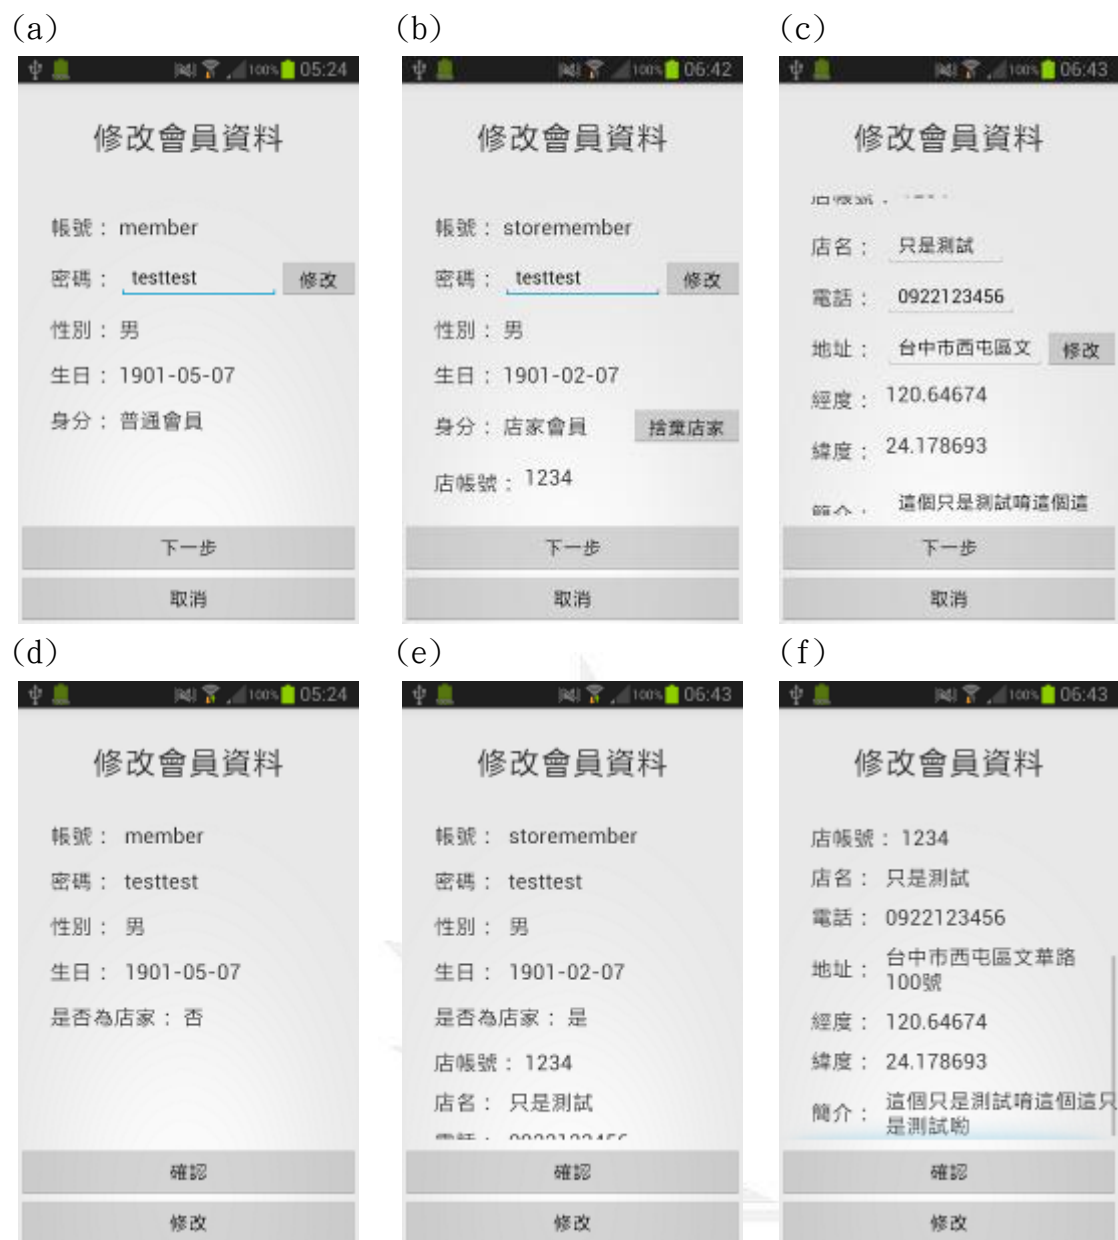 (a)
05:24
100%
修改會員資料
帳號： member
密碼： testtest 修改
性別： 男
生日： 1901-05-07
身分： 普通會員
下一步
取消
(b)
100% 06:42
修改會員資料
帳號： storemember
密碼： testtest 修改
性別： 男
生日： 1901-02-07
身分： 店家會員 捨棄店家
店帳號： 1234
下一步
取消
(c)
100% 06:43
修改會員資料
店名： 只是測試
電話： 0922123456
地址： 台中市西屯區文 修改
經度： 120.64674
緯度： 24.178693
簡介： 這個只是測試唷這個這
下一步
取消
(d)
100% 05:24
修改會員資料
帳號： member
密碼： testtest
性別： 男
生日： 1901-05-07
是否為店家： 否
確認
修改
(e)
100% 06:43
修改會員資料
帳號： storemember
密碼： testtest
性別： 男
生日： 1901-02-07
是否為店家： 是
店帳號： 1234
店名： 只是測試
電話： 0922123456
確認
修改
(f)
100% 06:43
修改會員資料
店帳號： 1234
店名： 只是測試
電話： 0922123456
地址： 台中市西屯區文華路
100號
經度： 120.64674
緯度： 24.178693
簡介： 這個只是測試唷這個這只
是測試喲
確認
修改